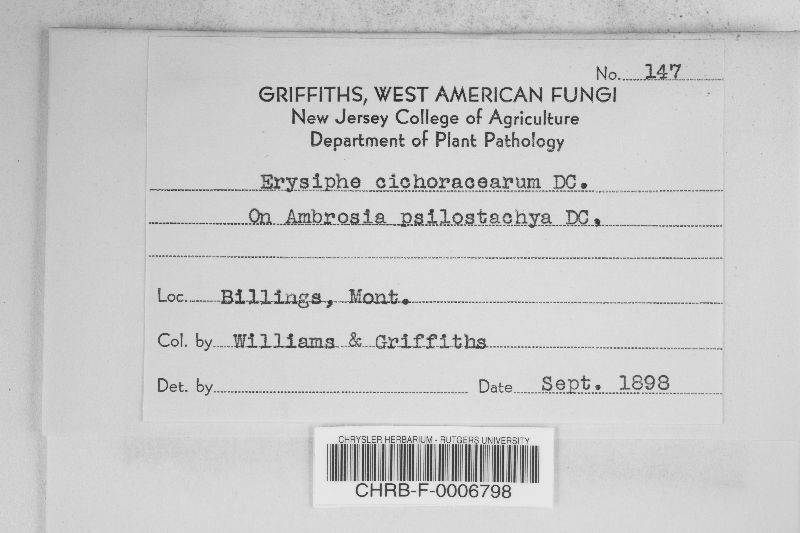 No. 147
GRIFFITHS, WEST AMERICAN FUNGI
New Jersey College of Agriculture
Department of Plant Pathology
Erysiphe cichoracearum DC.
On Ambrosia psilostachya DC.
Loc. Billings, Mont.
Col. by Williams & Griffiths
Det. by Date Sept. 1898
CHRYSLER HERBARIUM - RUTGERS UNIVERSITY
CHRB-F-0006798